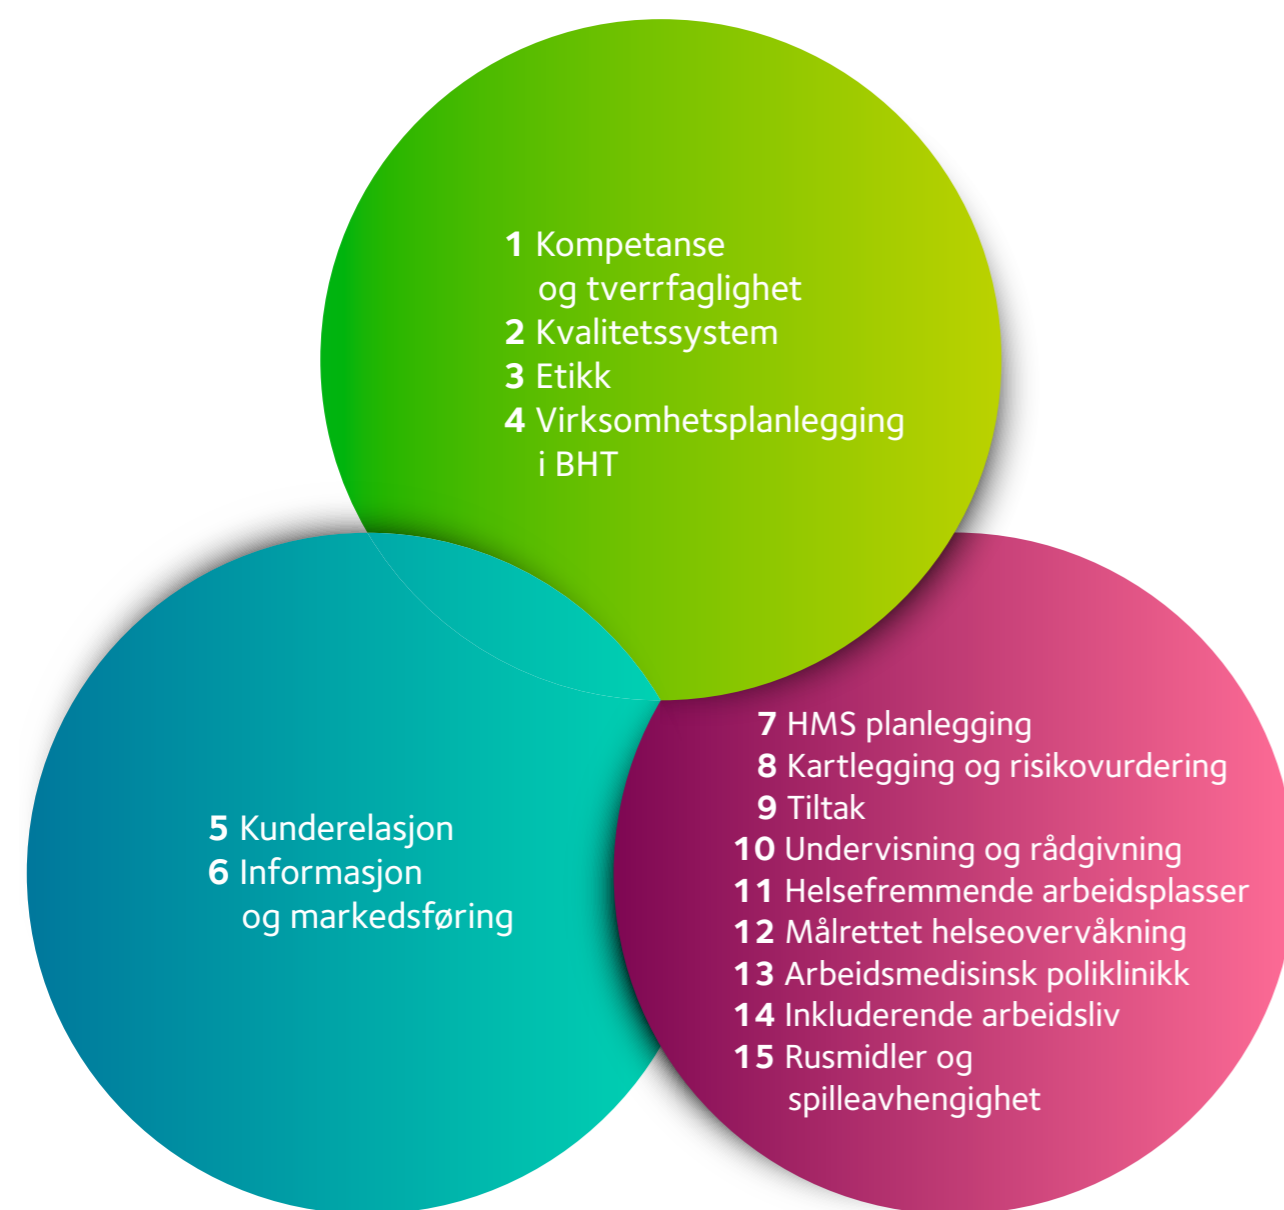 1 Kompetanse
og tverrfaglighet
2 Kvalitetssystem
3 Etikk
4 Virksomhetsplanlegging
i BHT
5 Kunderelasjon
6 Informasjon
og markedsføring
7 HMS planlegging
8 Kartlegging og risikovurdering
9 Tiltak
10 Undervisning og rådgivning
11 Helsefremmende arbeidsplasser
12 Målrettet helseovervåkning
13 Arbeidsmedisinsk poliklinikk
14 Inkluderende arbeidsliv
15 Rusmidler og
spilleavhengighet